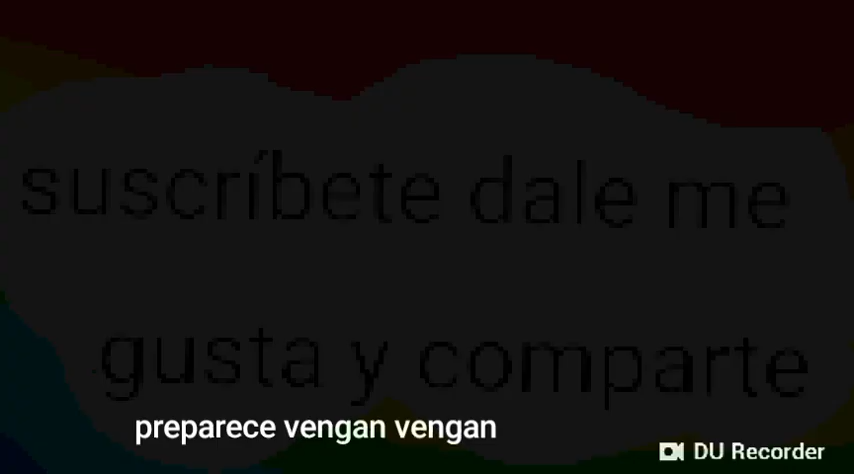 suscríbete dale me
gusta y comparte
preparece vengan vengan
DU Recorder